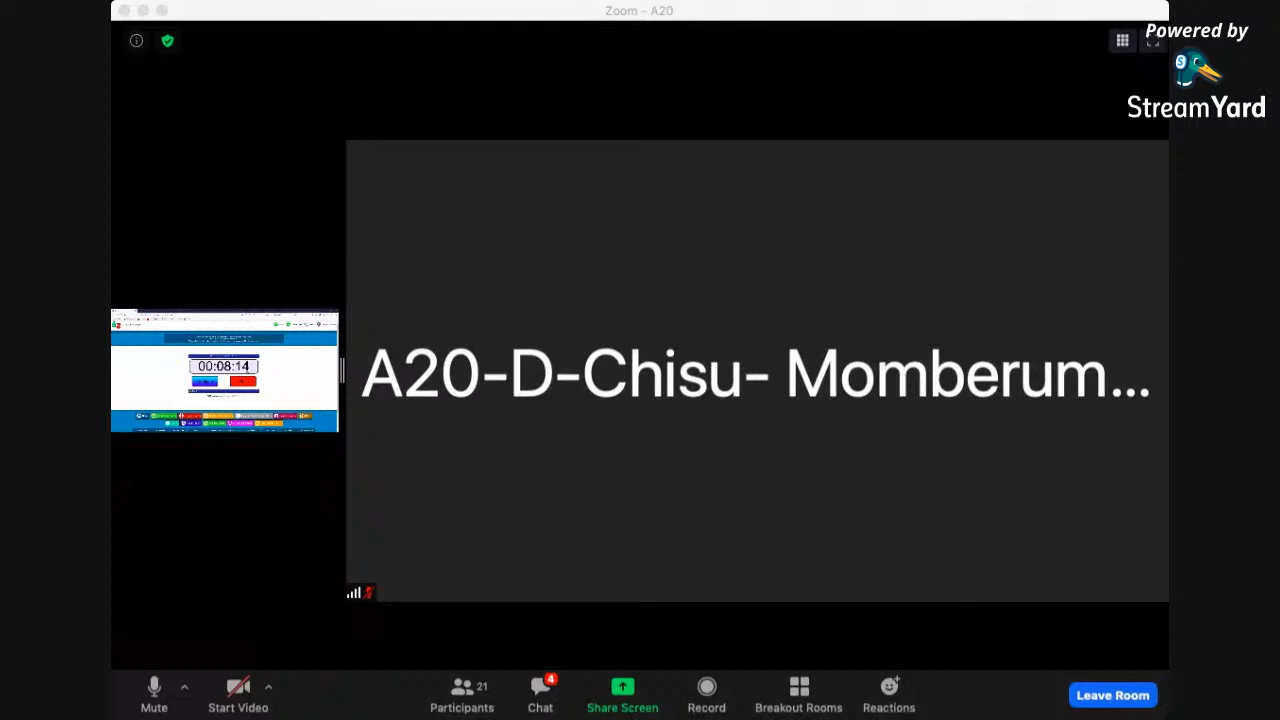 Zoom - A20
Powered by
StreamYard
00:08:14
A20-D-Chisu- Momberum...
Mute
Start Video
Participants
21
Chat
4
Share Screen
Record
Breakout Rooms
Reactions
Leave Room